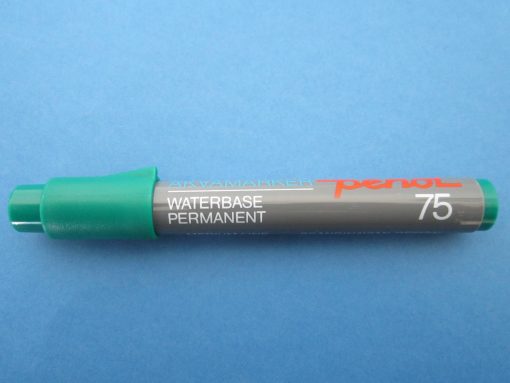 AKVAMARKER penol
WATERBASE
PERMANENT
75